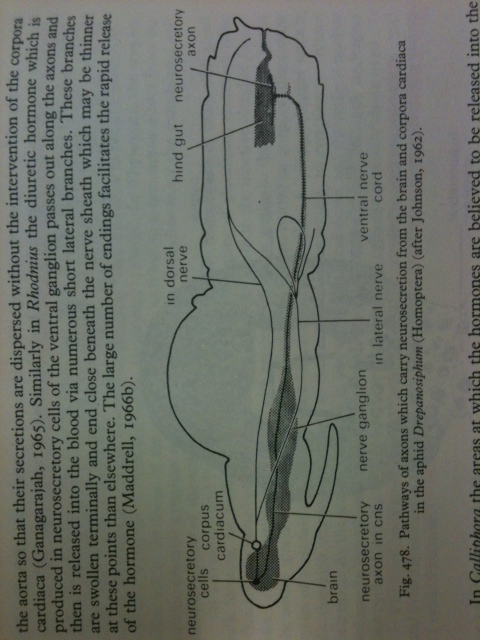 the aorta so that their secretions are dispersed without the intervention of the corpora
cardiaca (Ganagarajah, 1965). Similarly in Rhodnius the diuretic hormone which is
produced in neurosecretory cells of the ventral ganglion passes out along the axons and
then is released into the blood via numerous short lateral branches. These branches
are swollen terminally and end close beneath the nerve sheath which may be thinner
at these points than elsewhere. The large number of endings facilitates the rapid release
of the hormone (Maddrell, 1966b).
neurosecretory
cells
corpus
cardiacum
in dorsal
nerve
hind gut
neurosecretory
axon
brain
neurosecretory
axon in cns
nerve ganglion
in lateral nerve
ventral nerve
cord
Fig. 478. Pathways of axons which carry neurosecretion from the brain and corpora cardiaca
in the aphid Drepanosiphum (Homoptera) (after Johnson, 1962).
In Calliphora the areas at which the hormones are believed to be released into the